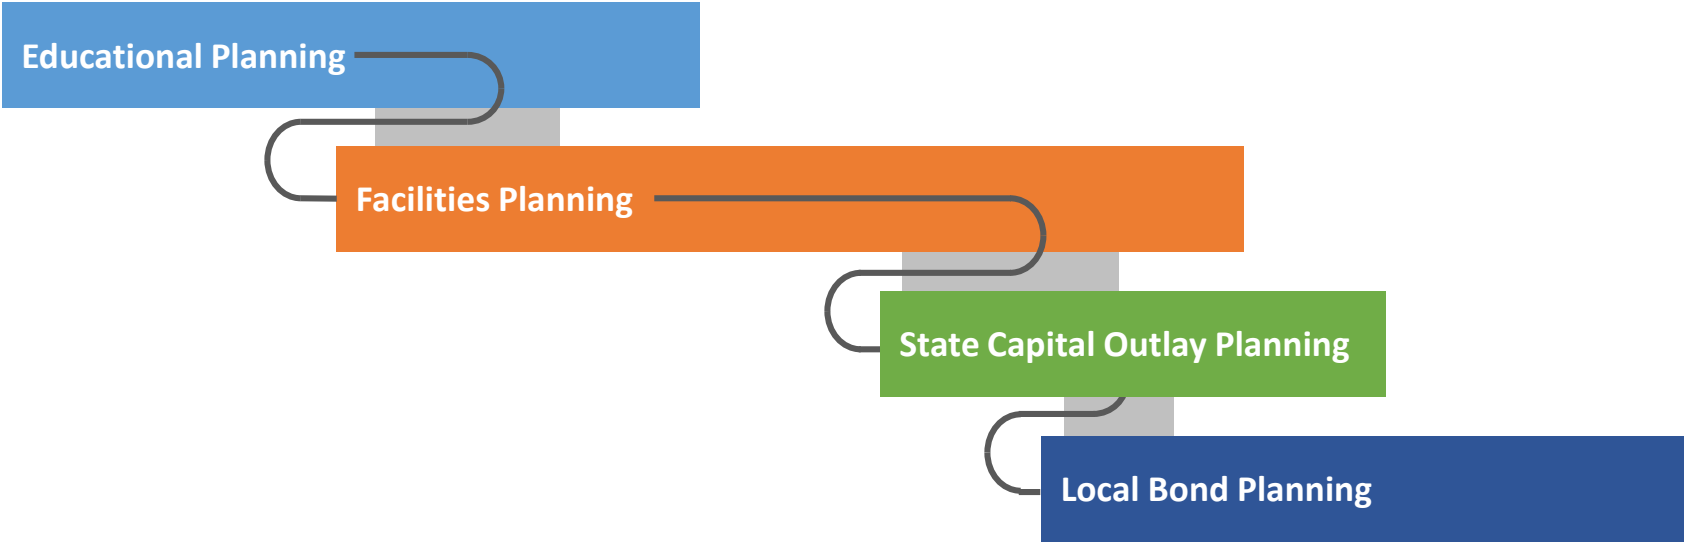 Educational Planning
Facilities Planning
State Capital Outlay Planning
Local Bond Planning